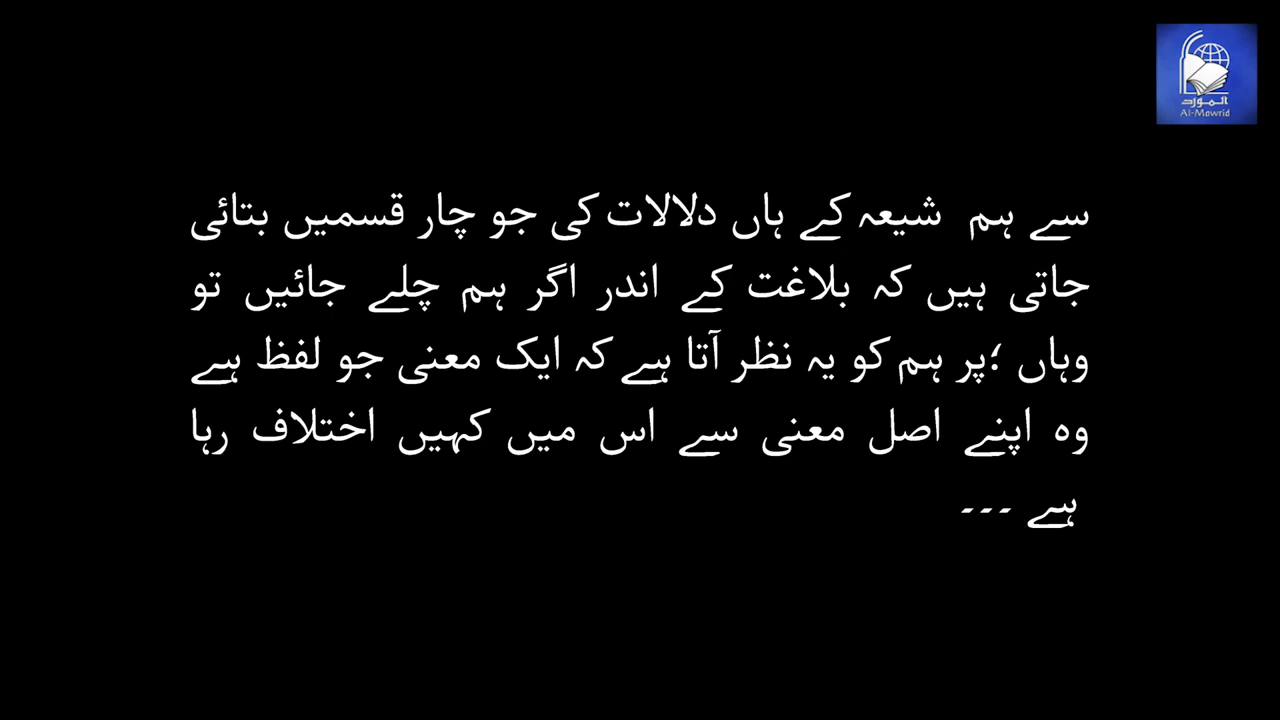 المورد
Al-Mawrid
سے ہم شیعہ کے ہاں دلالات کی جو چار قسمیں بتائی
جاتی ہیں کہ بلاغت کے اندر اگر ہم چلے جائیں تو
وہاں ؛پر ہم کو یہ نظر آتا ہے کہ ایک معنی جو لفظ ہے
وہ اپنے اصل معنی سے اس میں کہیں اختلاف رہا
ہے ۔۔۔